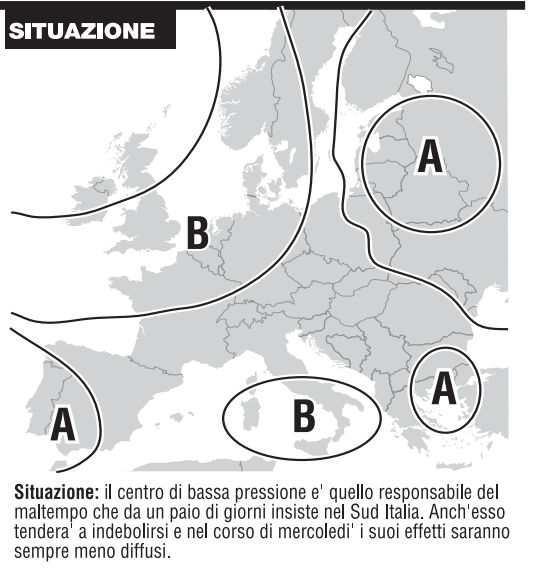 SITUAZIONE
A
B
A
A
B
Situazione: il centro di bassa pressione e' quello responsabile del
maltempo che da un paio di giorni insiste nel Sud Italia. Anch'esso
tendera' a indebolirsi e nel corso di mercoledi' i suoi effetti saranno
sempre meno diffusi.